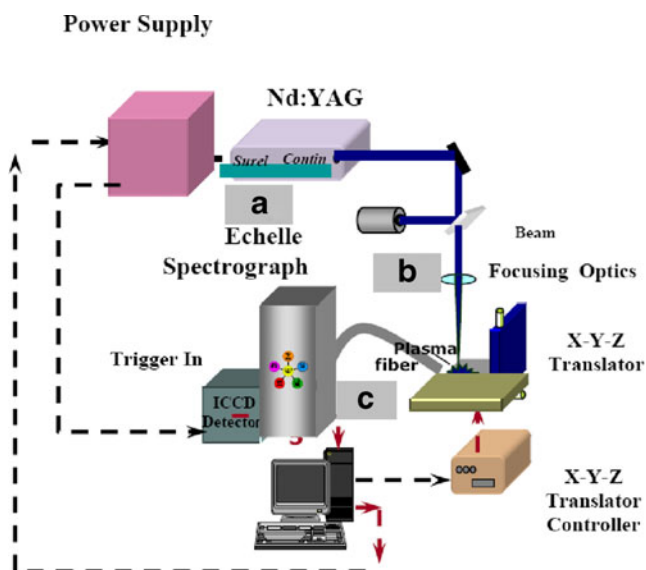 Power Supply
Nd:YAG
Surel Contin
a
Echelle
Spectrograph
Beam
b
Focusing Optics
Plasma
fiber
X-Y-Z
Translator
Trigger In
ICCD
Detector
c
X-Y-Z
Translator
Controller